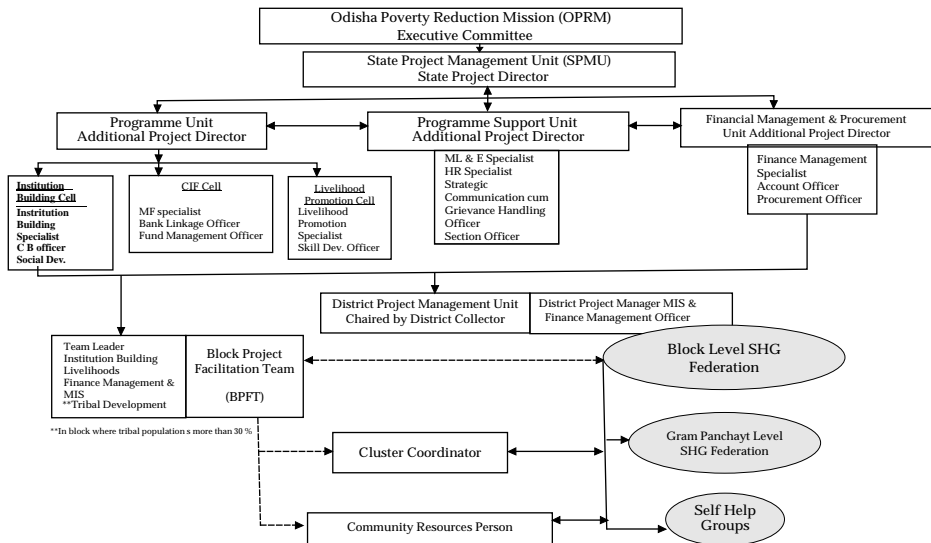 Odisha Poverty Reduction Mission (OPRM)
Executive Committee
State Project Management Unit (SPMU)
State Project Director
Programme Unit
Additional Project Director
Programme Support Unit
Additional Project Director
Financial Management & Procurement
Unit Additional Project Director
Institution
Building Cell
Instritution
Building
Specialist
C B officer
Social Dev.
CIF Cell
MF specialist
Bank Linkage Officer
Fund Management Officer
Livelihood
Promotion Cell
Livelihood
Promotion
Specialist
Skill Dev. Officer
ML & E Specialist
HR Specialist
Strategic
Communication cum
Grievance Handling
Officer
Section Officer
Finance Management
Specialist
Account Officer
Procurement Officer
District Project Management Unit
Chaired by District Collector
District Project Manager MIS &
Finance Management Officer
Team Leader
Institution Building
Livelihoods
Finance Management &
MIS
**Tribal Development
Block Project
Facilitation Team
(BPFT)
Block Level SHG
Federation
**In block where tribal population s more than 30 %
Cluster Coordinator
Gram Panchayt Level
SHG Federation
Community Resources Person
Self Help
Groups